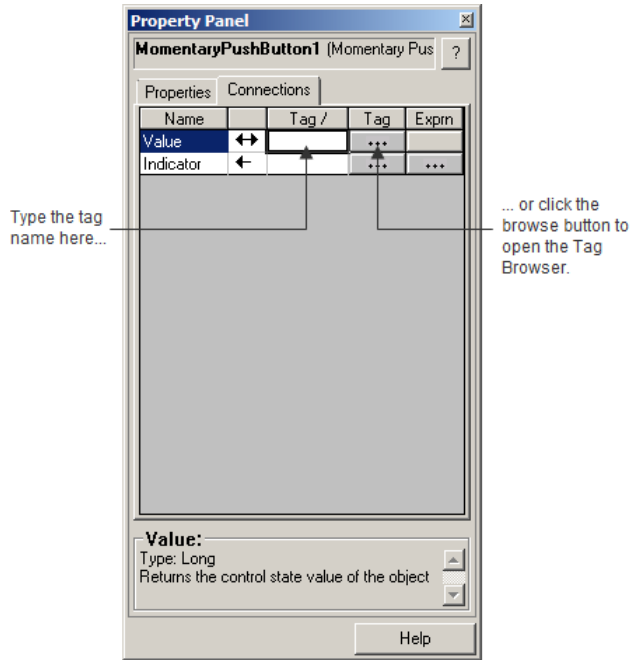 Property Panel
MomentaryPushButton1 (Momentary Pus ?
Properties Connections
Name Tag / Tag Exprn
Value ...
Indicator ... ...
Type the tag
name here...
... or click the
browse button to
open the Tag
Browser.
Value:
Type: Long
Returns the control state value of the object
Help